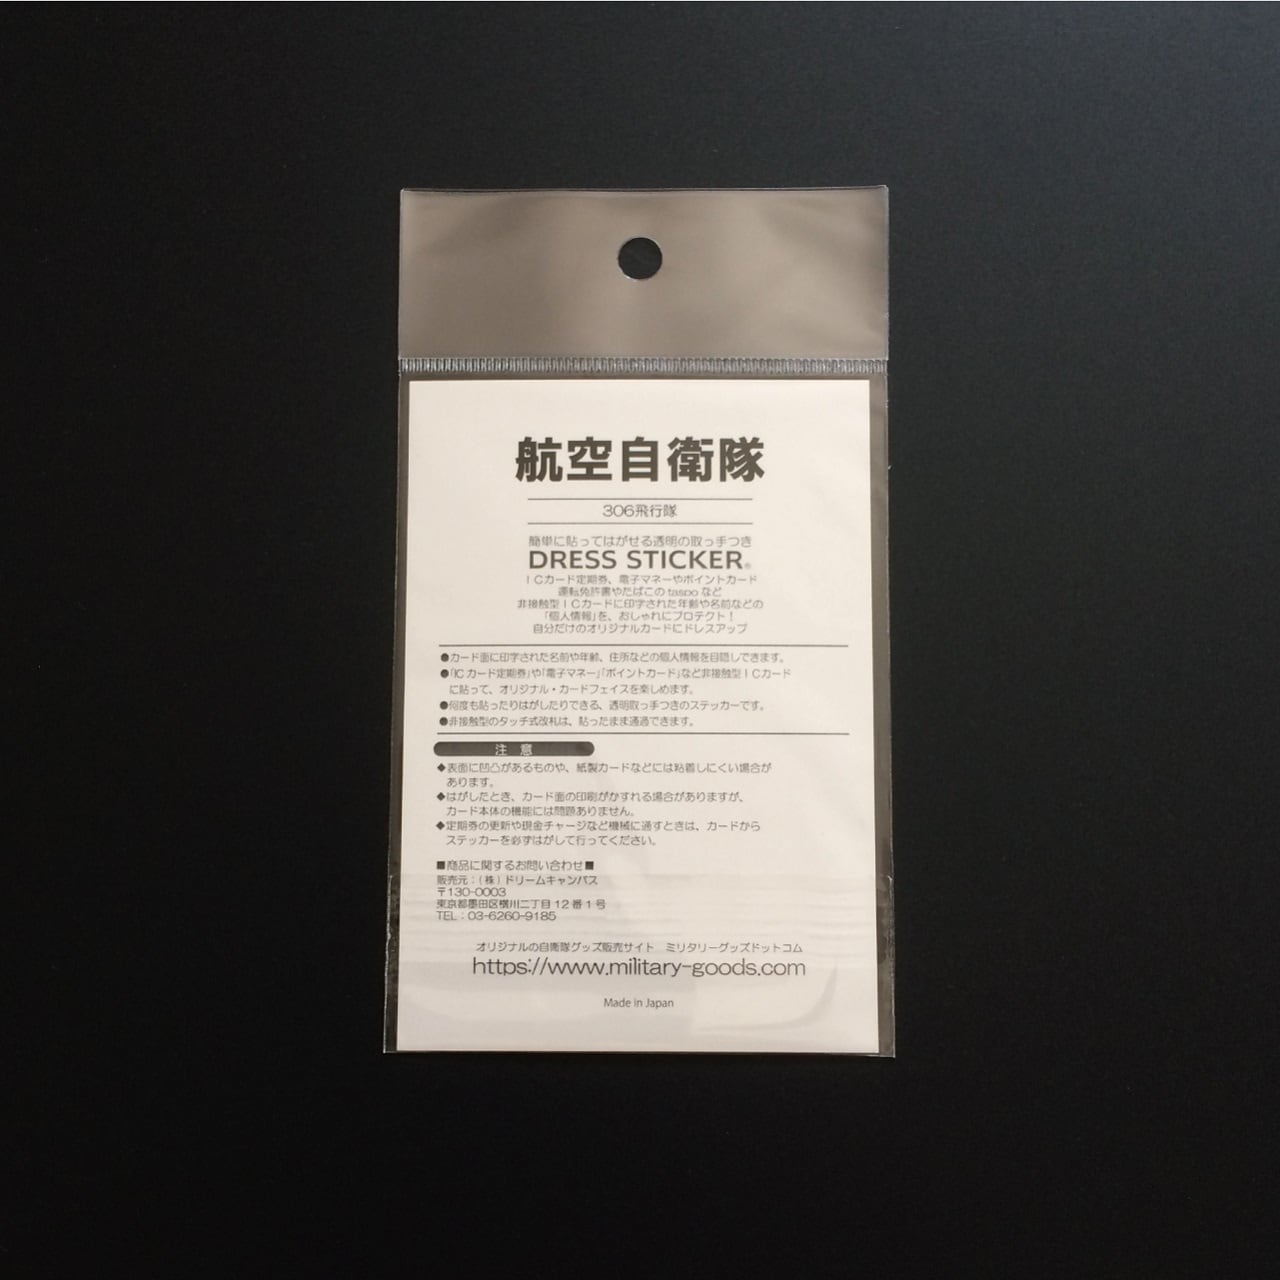 航空自衛隊
306飛行隊
簡単に貼ってはがせる透明の取っ手つき
DRESS STICKER®
ICカード定期券、電子マネーやポイントカード
運転免許書やたばこの taspo など
非接触型ICカードに印字された年齢や名前などの
「個人情報」を、おしゃれにプロテクト！
自分だけのオリジナルカードにドレスアップ
●カード面に印字された名前や年齢、住所などの個人情報を目隠しできます。
●「ICカード定期券」や「電子マネー」「ポイントカード」など非接触型ICカード
に貼って、オリジナル・カードフェイスを楽しめます。
●何度も貼ったりはがしたりできる、透明取っ手つきのステッカーです。
●非接触型のタッチ式改札は、貼ったまま通過できます。
注 意
◆表面に凹凸があるものや、紙製カードなどには粘着しにくい場合が
あります。
◆はがしたとき、カード面の印刷がかすれる場合がありますが、
カード本体の機能には問題ありません。
◆定期券の更新や現金チャージなど機械に通すときは、カードから
ステッカーを必ずはがして行ってください。
■商品に関するお問い合わせ■
販売元：（株）ドリームキャンバス
〒130-0003
東京都墨田区横川二丁目12番1号
TEL：03-6260-9185
オリジナルの自衛隊グッズ販売サイト　ミリタリーグッズドットコム
https://www.military-goods.com
Made in Japan